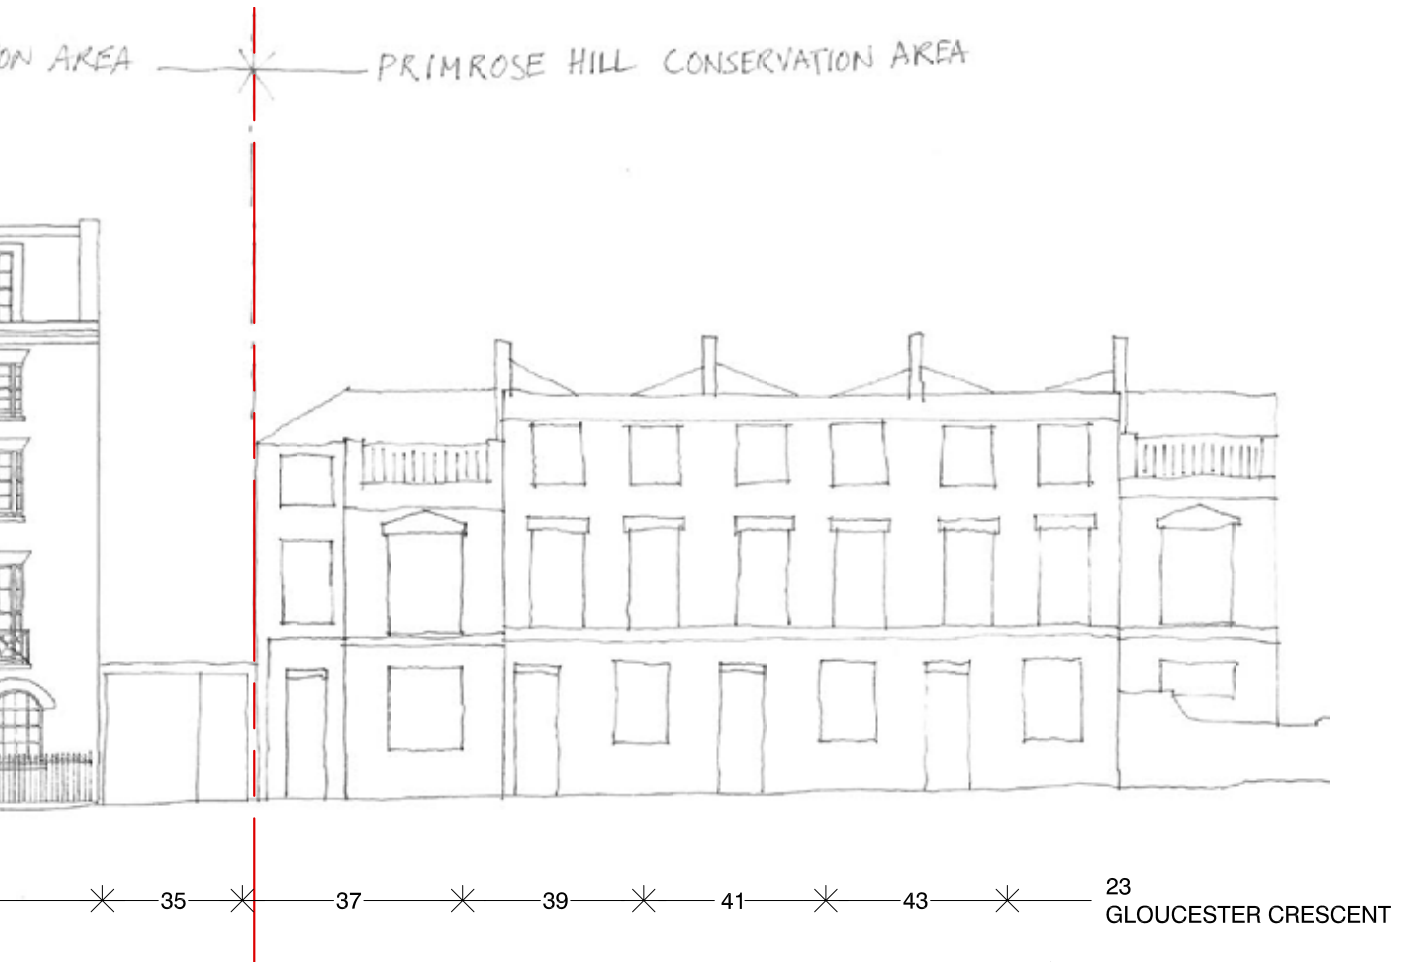 ON AREA PRIMROSE HILL CONSERVATION AREA
35 37 39 41 43 23
GLOUCESTER CRESCENT